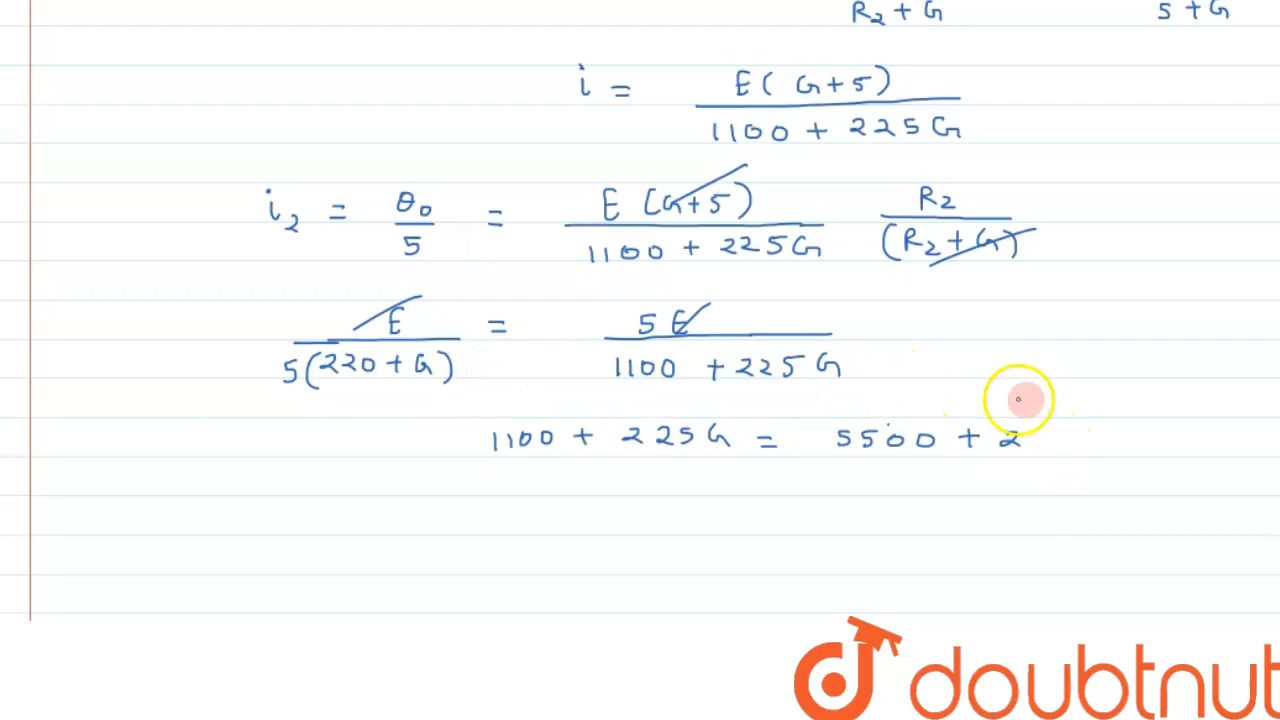 R₂ + G 5 + G
i = E(G+5) / 1100 + 225G
i₂ = θ₀ / 5 = E(G+5) / 1100 + 225G R₂ / (R₂ + G)
E / 5(220 + G) = 5E / 1100 + 225G
1100 + 225G = 5500 + 2
doubtnut